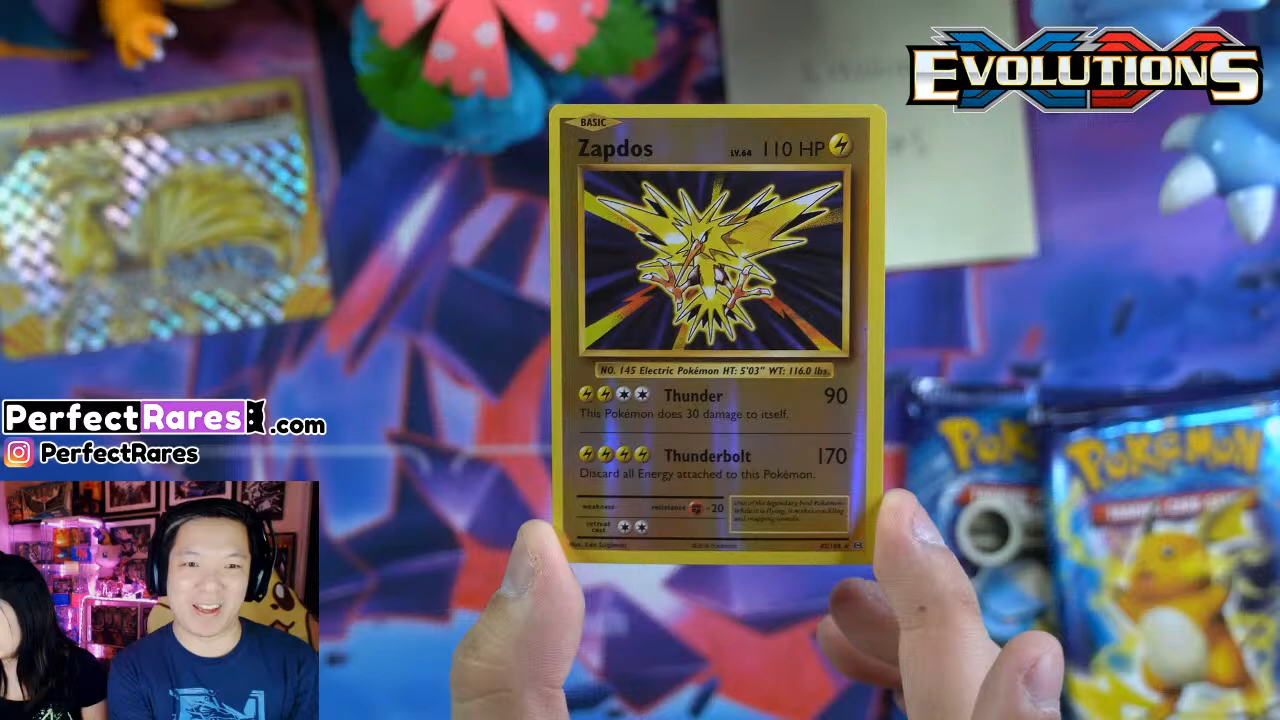 XY
EVOLUTIONS
BASIC
Zapdos LV.64 110 HP
NO. 145 Electric Pokémon HT: 5'03" WT: 116.0 lbs.
Thunder 90
This Pokémon does 30 damage to itself.
Thunderbolt 170
Discard all Energy attached to this Pokémon.
weakness resistance -20
retreat
cost
PerfectRares.com
PerfectRares
POKÉMON